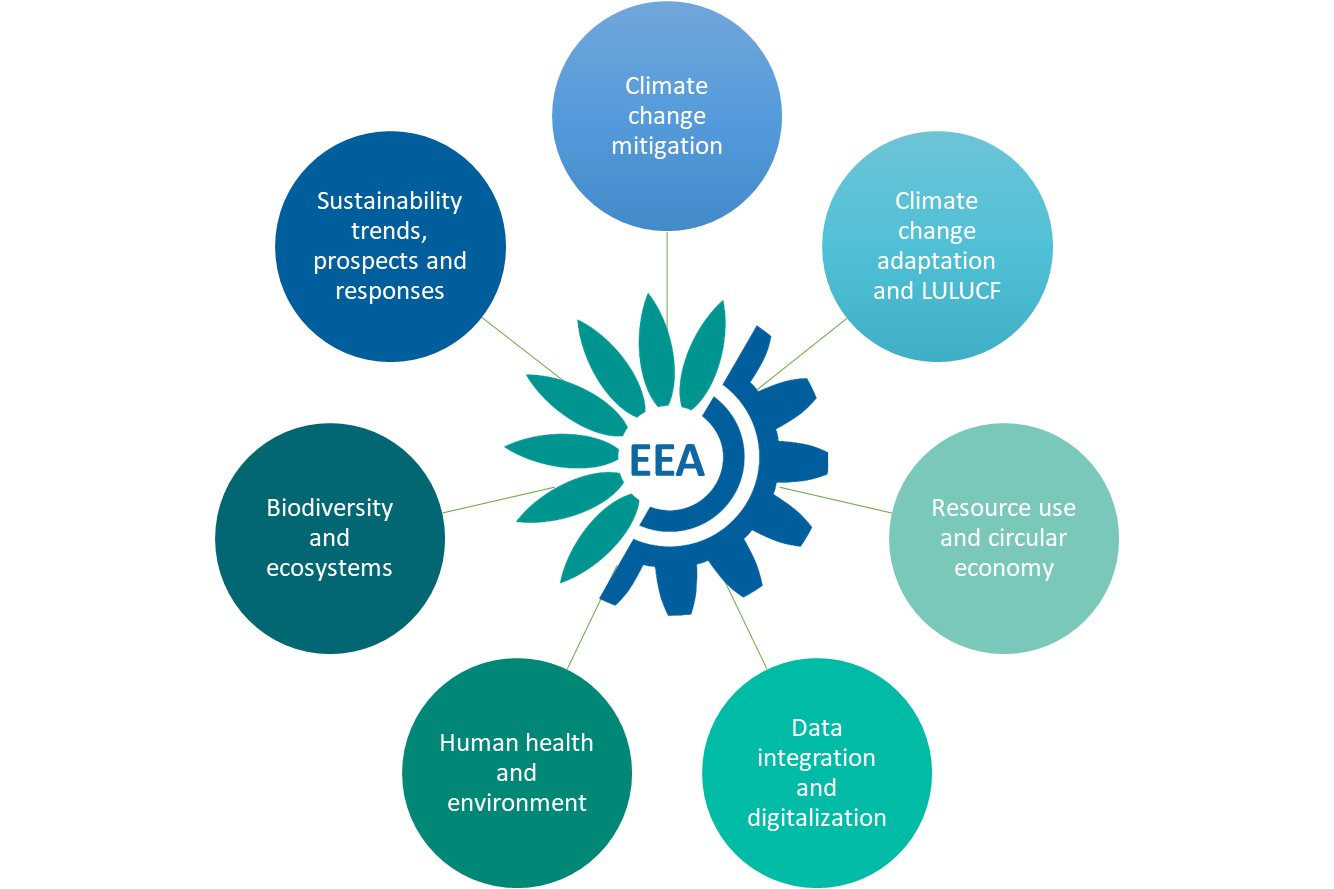 Climate
change
mitigation
Climate
change
adaptation
and LULUCF
Resource use
and circular
economy
Data
integration
and
digitalization
Human health
and
environment
Biodiversity
and
ecosystems
Sustainability
trends,
prospects and
responses
EEA